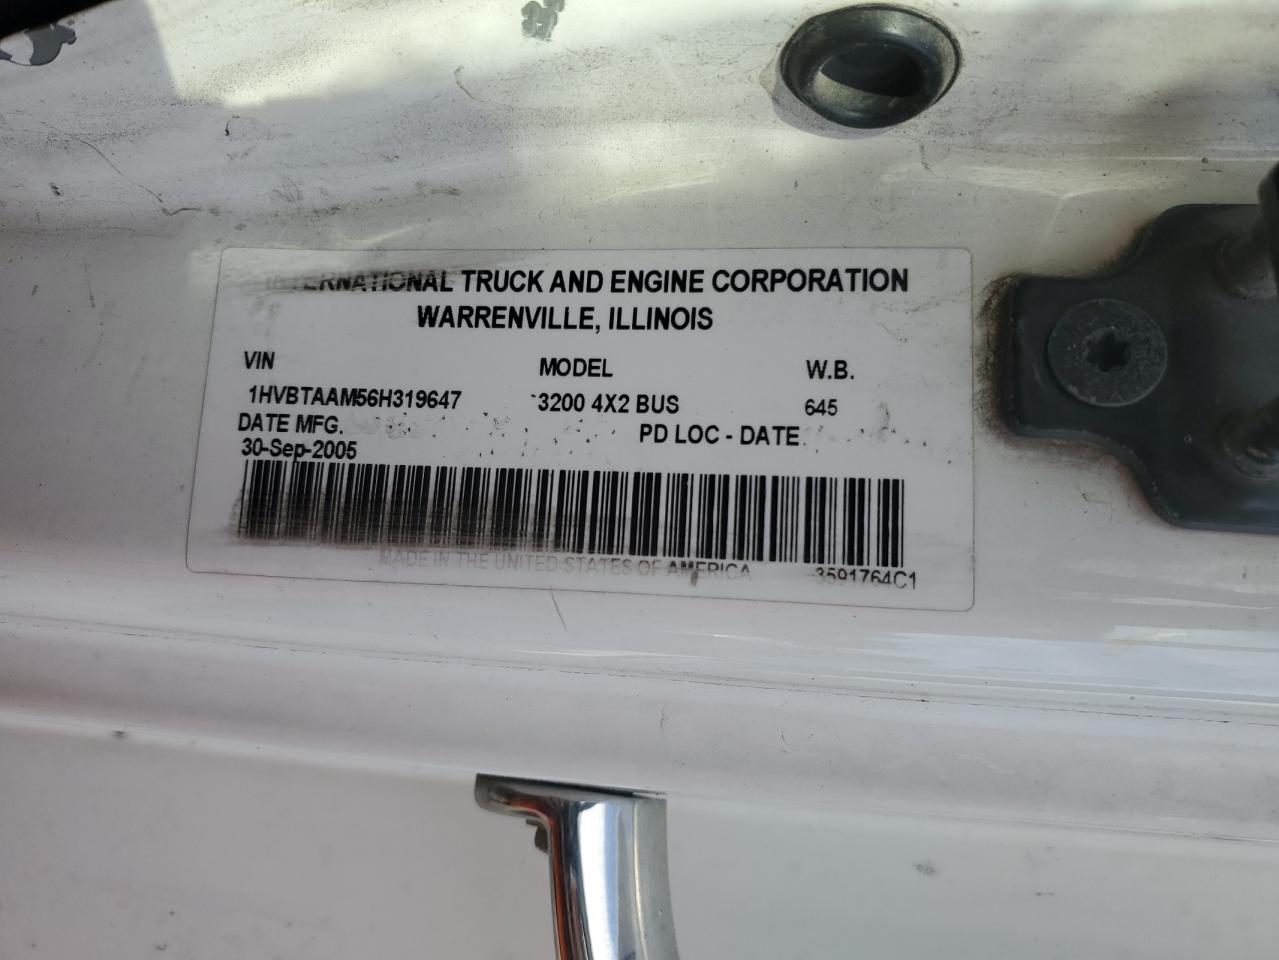 INTERNATIONAL TRUCK AND ENGINE CORPORATION
WARRENVILLE, ILLINOIS
VIN MODEL W.B.
1HVBTAAM56H319647 3200 4X2 BUS 645
DATE MFG. PD LOC - DATE
30-Sep-2005
MADE IN THE UNITED STATES OF AMERICA 3591764C1